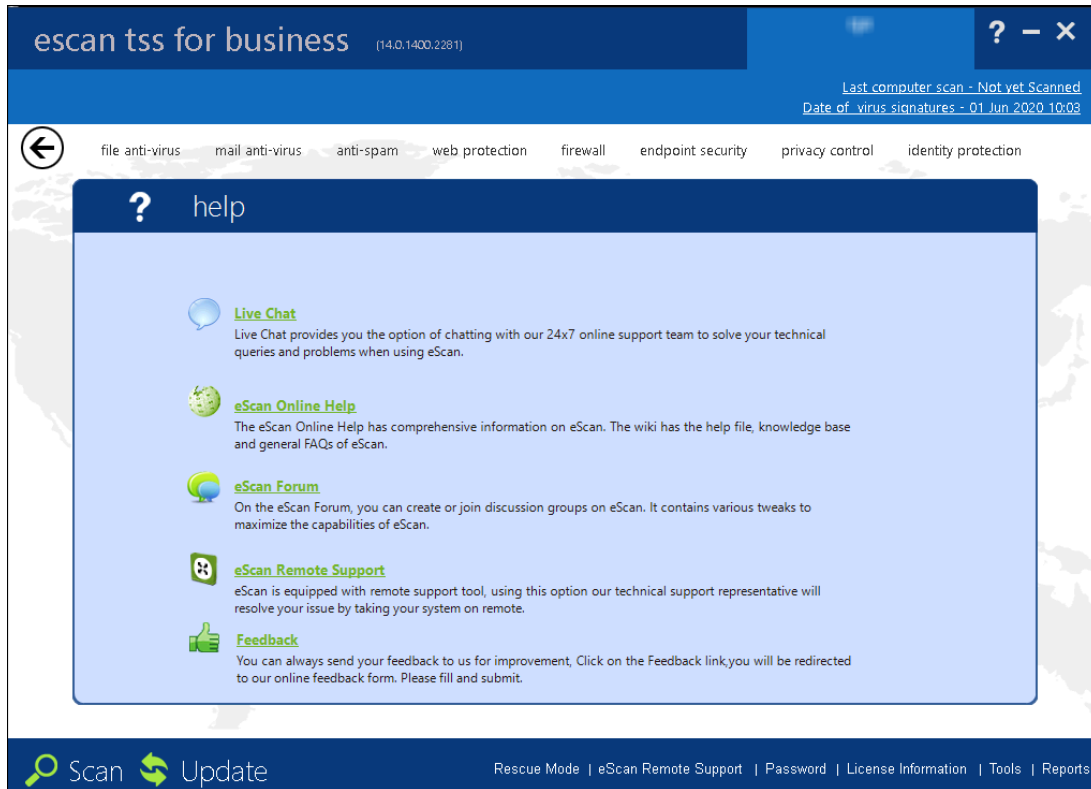 escan tss for business (14.0.1400.2281) ? – ×
Last computer scan - Not yet Scanned
Date of virus signatures - 01 Jun 2020 10:03
file anti-virus mail anti-virus anti-spam web protection firewall endpoint security privacy control identity protection
? help
Live Chat
Live Chat provides you the option of chatting with our 24x7 online support team to solve your technical
queries and problems when using eScan.
eScan Online Help
The eScan Online Help has comprehensive information on eScan. The wiki has the help file, knowledge base
and general FAQs of eScan.
eScan Forum
On the eScan Forum, you can create or join discussion groups on eScan. It contains various tweaks to
maximize the capabilities of eScan.
eScan Remote Support
eScan is equipped with remote support tool, using this option our technical support representative will
resolve your issue by taking your system on remote.
Feedback
You can always send your feedback to us for improvement, Click on the Feedback link,you will be redirected
to our online feedback form. Please fill and submit.
Scan Update Rescue Mode | eScan Remote Support | Password | License Information | Tools | Reports